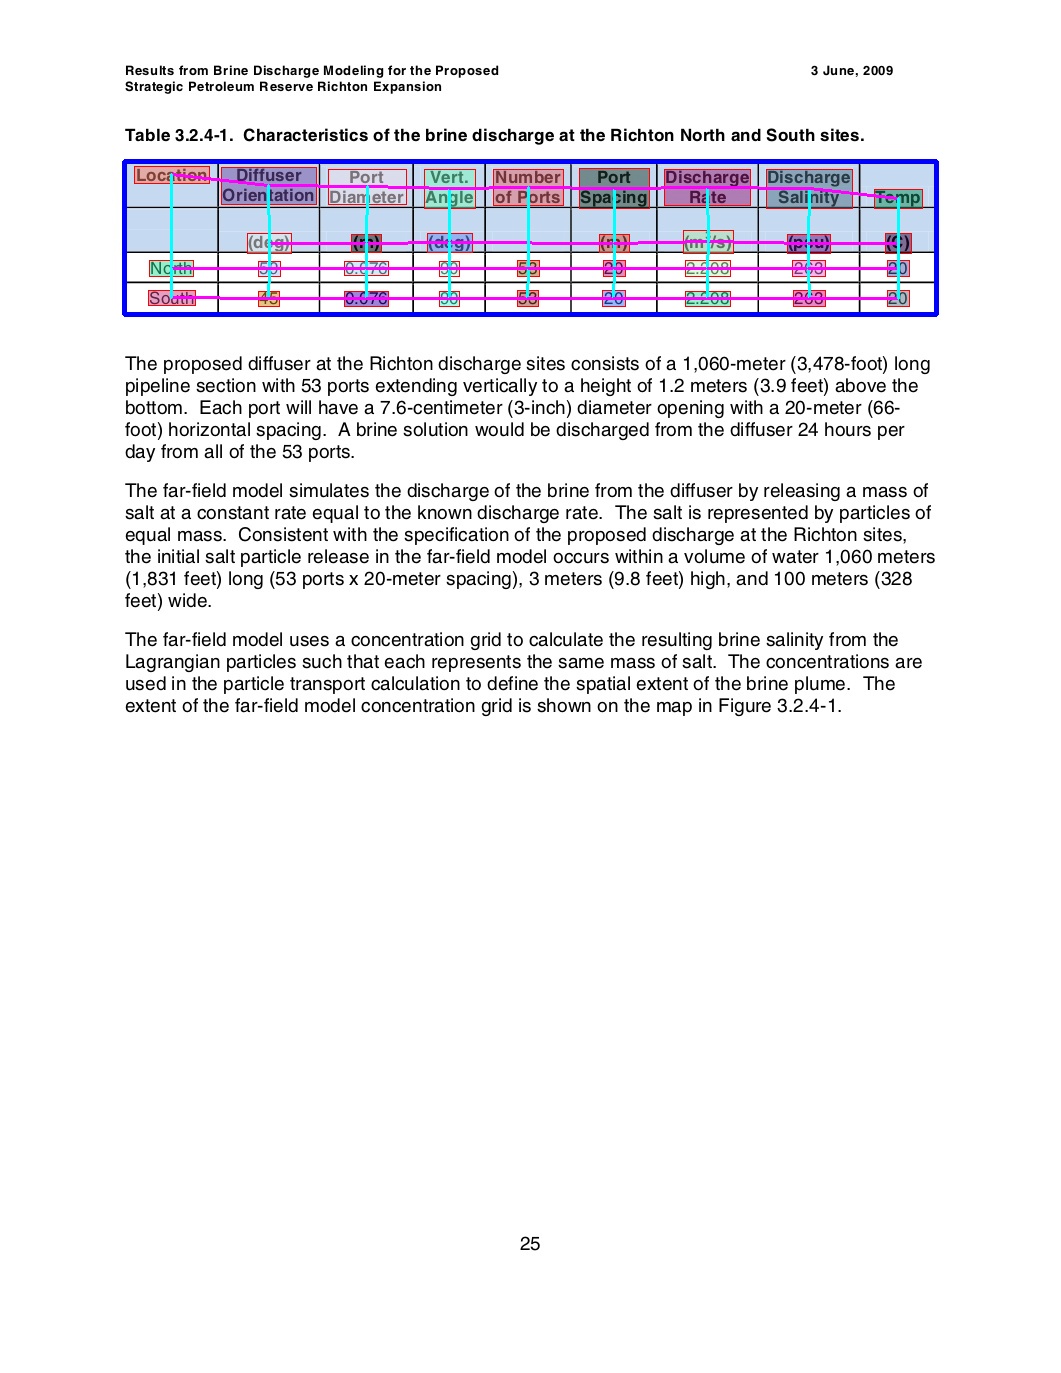 Results from Brine Discharge Modeling for the Proposed
3 June, 2009
Strategic Petroleum Reserve Richton Expansion
Table 3.2.4-1.  Characteristics of the brine discharge at the Richton North and South sites.
Location Diffuser Port Vert. Number Port Discharge Discharge
Orientation Diameter Angle of Ports Spacing Rate Salinity Temp
(deg) (m) (deg) (m) (m³/s) (psu) (C)
North 0.076 90 53 20 2.208 263 20
South 45 0.076 90 53 20 2.208 263 20
The proposed diffuser at the Richton discharge sites consists of a 1,060-meter (3,478-foot) long
pipeline section with 53 ports extending vertically to a height of 1.2 meters (3.9 feet) above the
bottom.  Each port will have a 7.6-centimeter (3-inch) diameter opening with a 20-meter (66-
foot) horizontal spacing.  A brine solution would be discharged from the diffuser 24 hours per
day from all of the 53 ports.
The far-field model simulates the discharge of the brine from the diffuser by releasing a mass of
salt at a constant rate equal to the known discharge rate.  The salt is represented by particles of
equal mass.  Consistent with the specification of the proposed discharge at the Richton sites,
the initial salt particle release in the far-field model occurs within a volume of water 1,060 meters
(1,831 feet) long (53 ports x 20-meter spacing), 3 meters (9.8 feet) high, and 100 meters (328
feet) wide.
The far-field model uses a concentration grid to calculate the resulting brine salinity from the
Lagrangian particles such that each represents the same mass of salt.  The concentrations are
used in the particle transport calculation to define the spatial extent of the brine plume.  The
extent of the far-field model concentration grid is shown on the map in Figure 3.2.4-1.
25